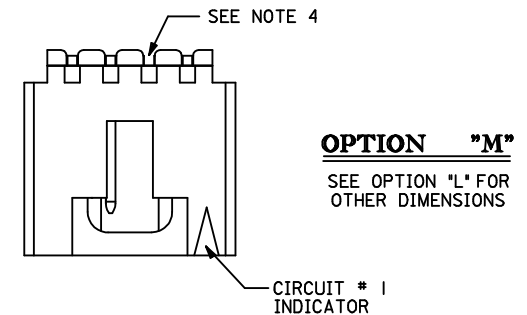 SEE NOTE 4
OPTION "M"
SEE OPTION "L" FOR
OTHER DIMENSIONS
CIRCUIT # 1
INDICATOR